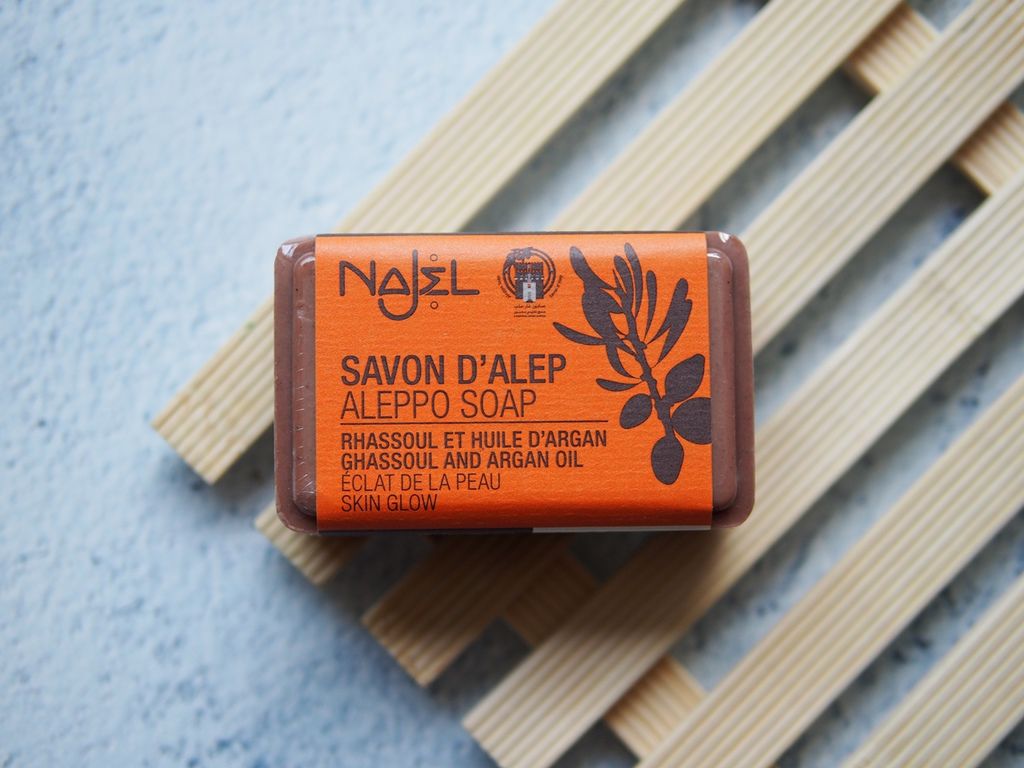 NAJEL
SAVON D'ALEP
ALEPPO SOAP
RHASSOUL ET HUILE D'ARGAN
GHASSOUL AND ARGAN OIL
ÉCLAT DE LA PEAU
SKIN GLOW